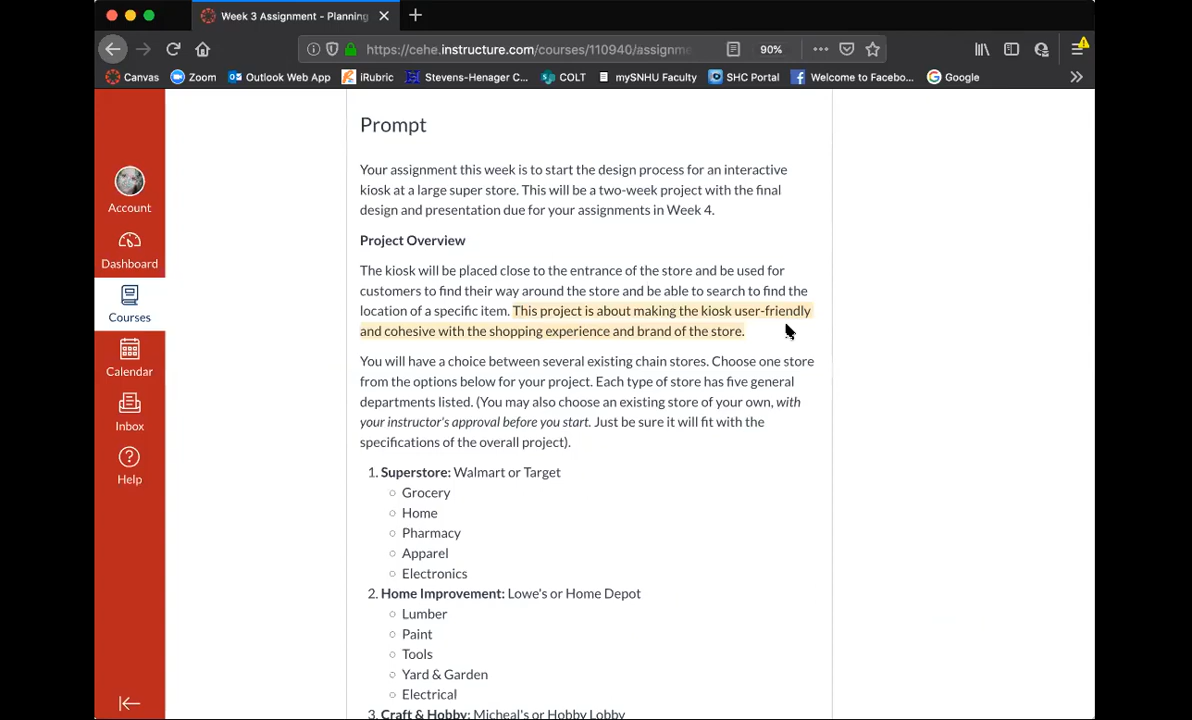 Week 3 Assignment - Planning
https://cehe.instructure.com/courses/110940/assignme
90%
Canvas
Zoom
Outlook Web App
iRubric
Stevens-Henager C...
COLT
mySNHU Faculty
SHC Portal
Welcome to Facebo...
Google
Account
Dashboard
Courses
Calendar
Inbox
Help
Prompt
Your assignment this week is to start the design process for an interactive
kiosk at a large super store. This will be a two-week project with the final
design and presentation due for your assignments in Week 4.
Project Overview
The kiosk will be placed close to the entrance of the store and be used for
customers to find their way around the store and be able to search to find the
location of a specific item. This project is about making the kiosk user-friendly
and cohesive with the shopping experience and brand of the store.
You will have a choice between several existing chain stores. Choose one store
from the options below for your project. Each type of store has five general
departments listed. (You may also choose an existing store of your own, with
your instructor's approval before you start. Just be sure it will fit with the
specifications of the overall project).
1. Superstore: Walmart or Target
Grocery
Home
Pharmacy
Apparel
Electronics
2. Home Improvement: Lowe's or Home Depot
Lumber
Paint
Tools
Yard & Garden
Electrical
3. Craft & Hobby: Micheal's or Hobby Lobby